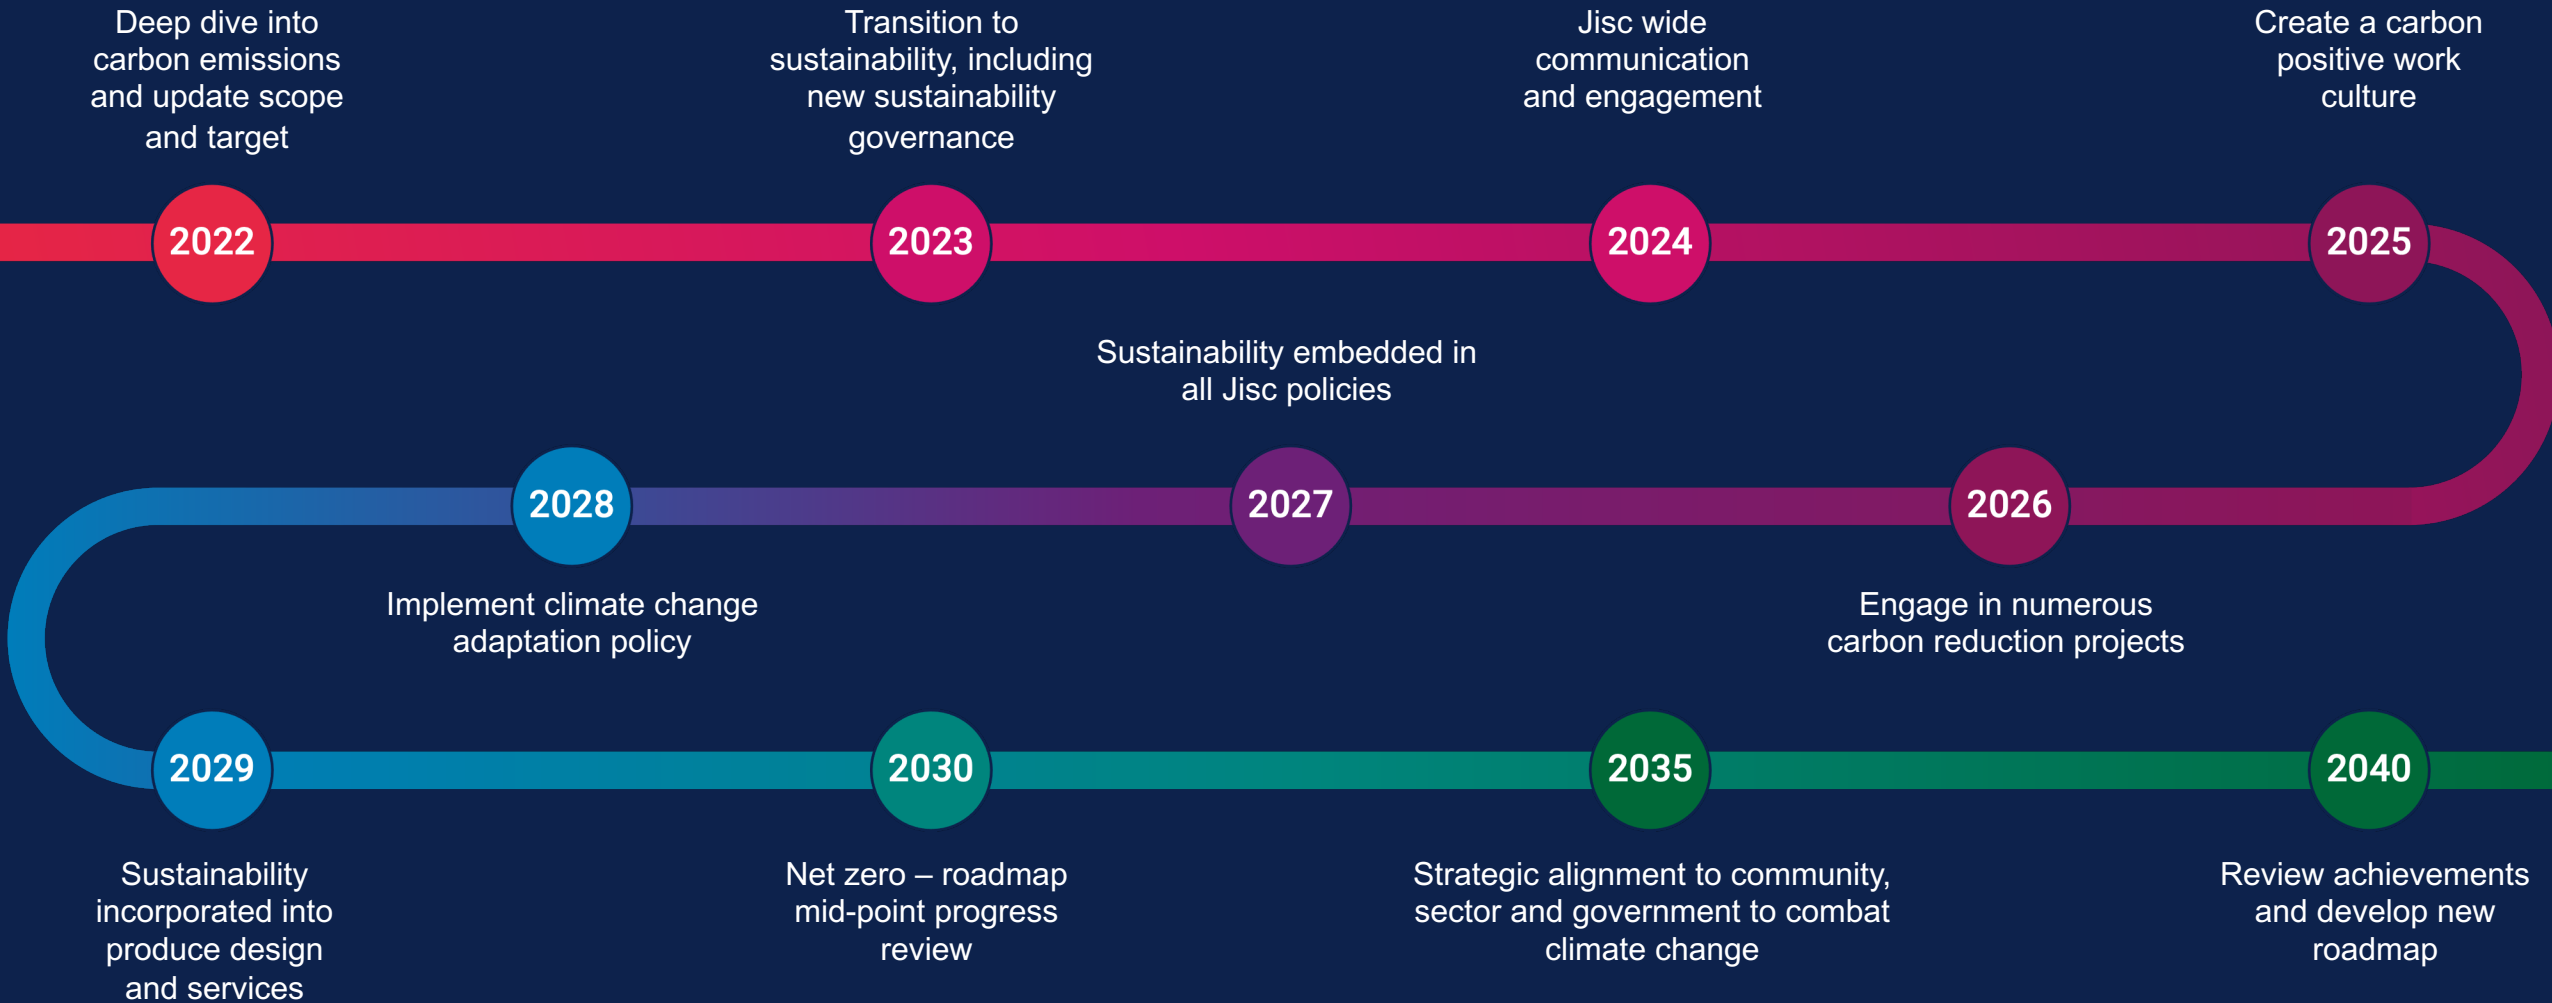 Deep dive into
carbon emissions
and update scope
and target
2022
Transition to
sustainability, including
new sustainability
governance
2023
Jisc wide
communication
and engagement
2024
Create a carbon
positive work
culture
2025
2026
Engage in numerous
carbon reduction projects
Sustainability embedded in
all Jisc policies
2027
2028
Implement climate change
adaptation policy
2029
Sustainability
incorporated into
produce design
and services
2030
Net zero – roadmap
mid-point progress
review
2035
Strategic alignment to community,
sector and government to combat
climate change
2040
Review achievements
and develop new
roadmap